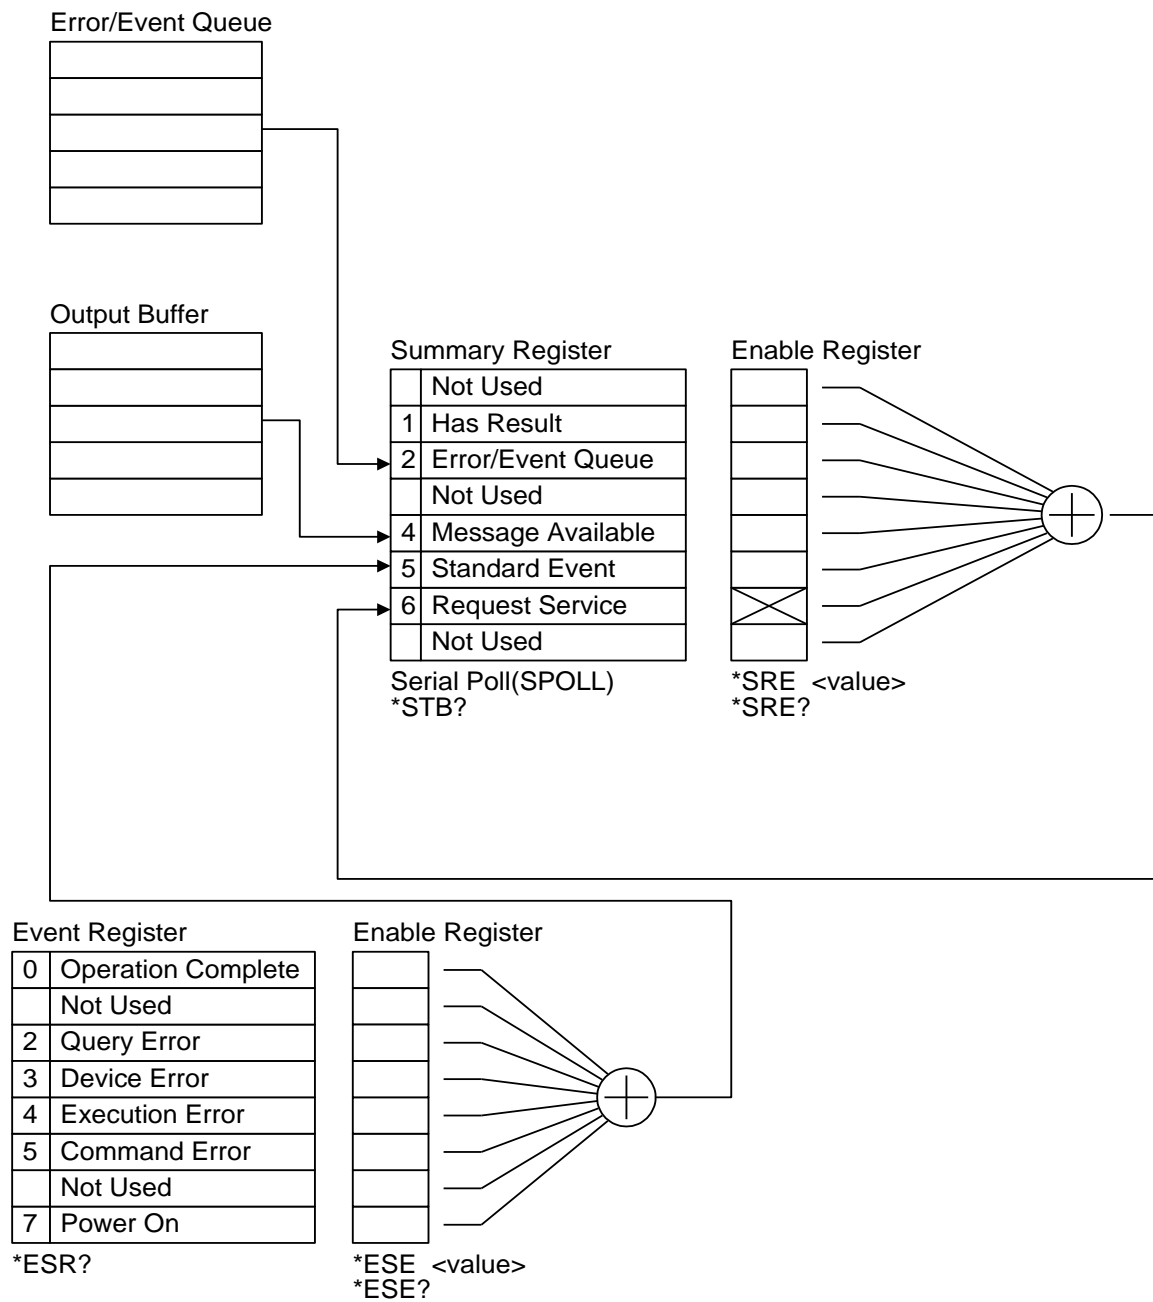 Error/Event Queue
Output Buffer
Summary Register
Not Used
1 Has Result
2 Error/Event Queue
Not Used
4 Message Available
5 Standard Event
6 Request Service
Not Used
Serial Poll(SPOLL)
*STB?
Enable Register
*SRE <value>
*SRE?
Event Register
0 Operation Complete
Not Used
2 Query Error
3 Device Error
4 Execution Error
5 Command Error
Not Used
7 Power On
*ESR?
Enable Register
*ESE <value>
*ESE?